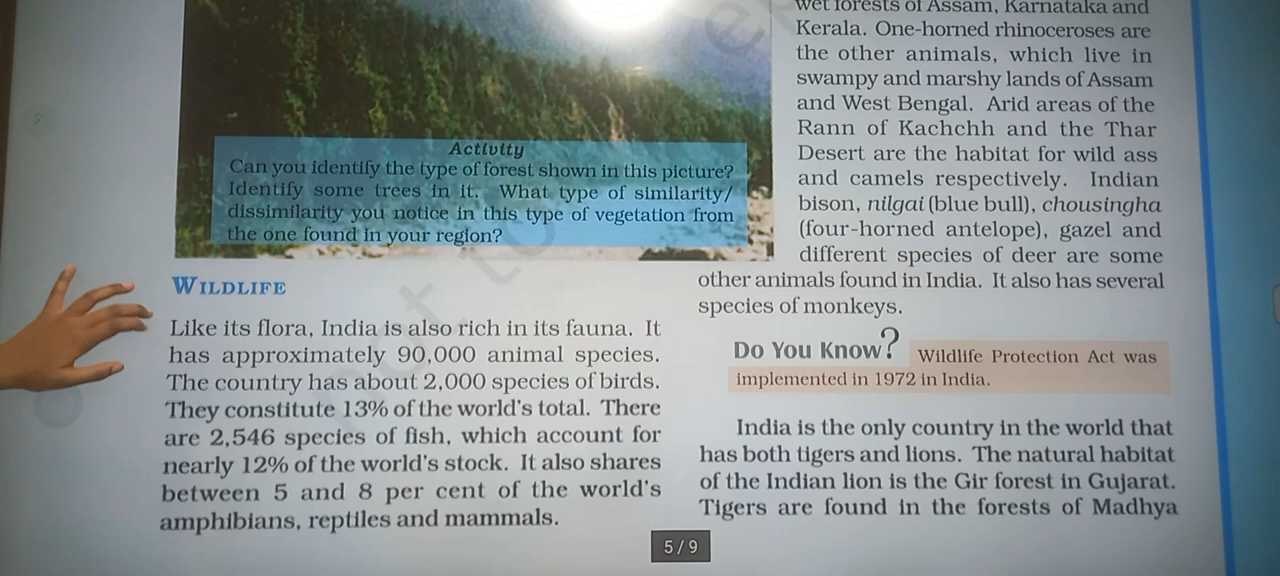 Activity
Can you identify the type of forest shown in this picture?
Identify some trees in it. What type of similarity/
dissimilarity you notice in this type of vegetation from
the one found in your region?
WILDLIFE
Like its flora, India is also rich in its fauna. It
has approximately 90,000 animal species.
The country has about 2,000 species of birds.
They constitute 13% of the world's total. There
are 2,546 species of fish, which account for
nearly 12% of the world's stock. It also shares
between 5 and 8 per cent of the world's
amphibians, reptiles and mammals.
wet forests of Assam, Karnataka and
Kerala. One-horned rhinoceroses are
the other animals, which live in
swampy and marshy lands of Assam
and West Bengal. Arid areas of the
Rann of Kachchh and the Thar
Desert are the habitat for wild ass
and camels respectively. Indian
bison, nilgai (blue bull), chousingha
(four-horned antelope), gazel and
different species of deer are some
other animals found in India. It also has several
species of monkeys.
Do You Know? Wildlife Protection Act was
implemented in 1972 in India.
India is the only country in the world that
has both tigers and lions. The natural habitat
of the Indian lion is the Gir forest in Gujarat.
Tigers are found in the forests of Madhya
5/9
not to